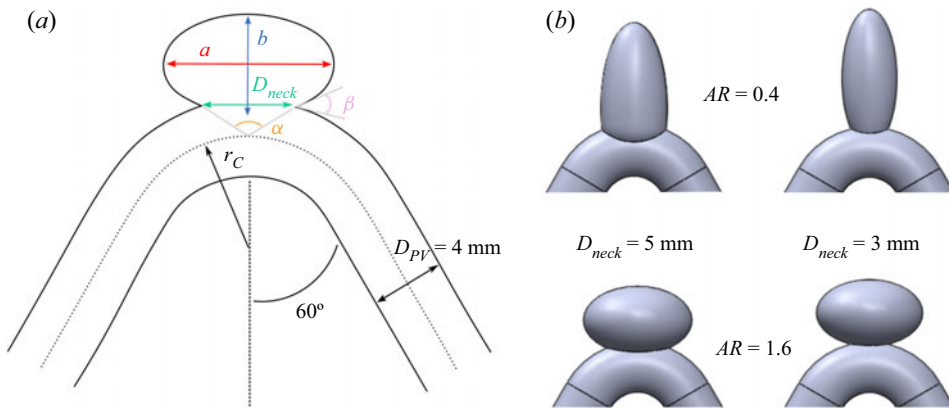 (a)
b
a
D_neck
β
α
r_C
D_PV = 4 mm
60º
(b)
AR = 0.4
D_neck = 5 mm
D_neck = 3 mm
AR = 1.6